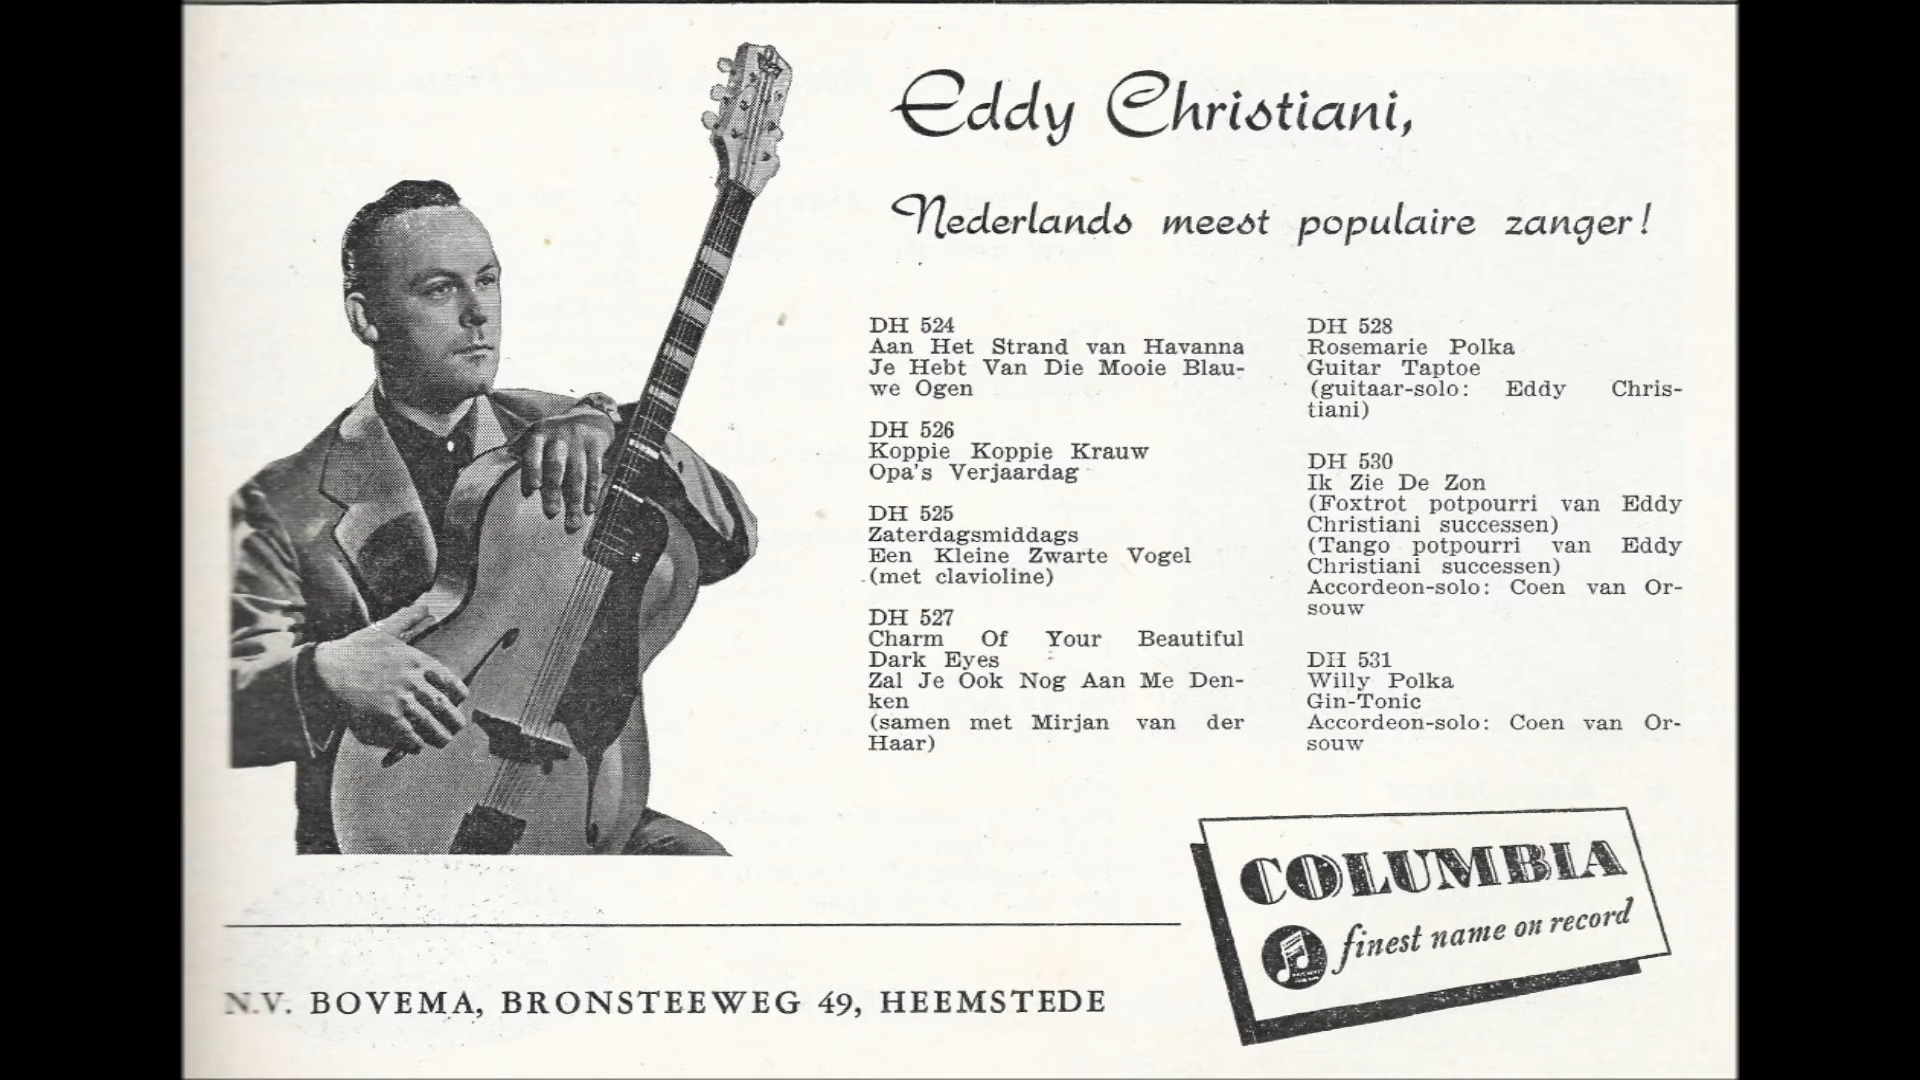 Eddy Christiani,
Nederlands meest populaire zanger!
DH 524
Aan Het Strand van Havanna
Je Hebt Van Die Mooie Blau-
we Ogen
DH 526
Koppie Koppie Krauw
Opa's Verjaardag
DH 525
Zaterdagsmiddags
Een Kleine Zwarte Vogel
(met clavioline)
DH 527
Charm Of Your Beautiful
Dark Eyes
Zal Je Ook Nog Aan Me Den-
ken
(samen met Mirjan van der
Haar)
DH 528
Rosemarie Polka
Guitar Taptoe
(guitaar-solo: Eddy Chris-
tiani)
DH 530
Ik Zie De Zon
(Foxtrot potpourri van Eddy
Christiani successen)
(Tango potpourri van Eddy
Christiani successen)
Accordeon-solo: Coen van Or-
souw
DH 531
Willy Polka
Gin-Tonic
Accordeon-solo: Coen van Or-
souw
COLUMBIA
finest name on record
N.V. BOVEMA, BRONSTEEWEG 49, HEEMSTEDE